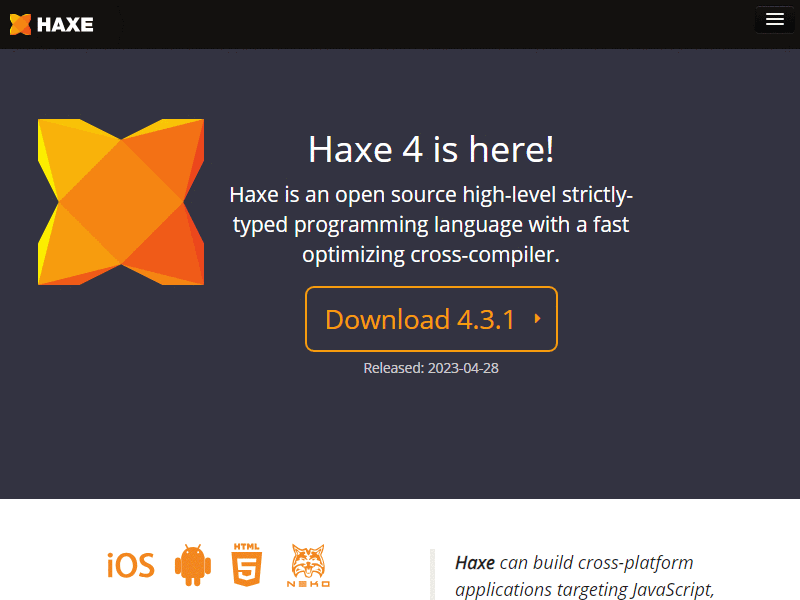 HAXE
Haxe 4 is here!
Haxe is an open source high-level strictly-
typed programming language with a fast
optimizing cross-compiler.
Download 4.3.1
Released: 2023-04-28
iOS
HTML
5
NEKO
Haxe can build cross-platform
applications targeting JavaScript,